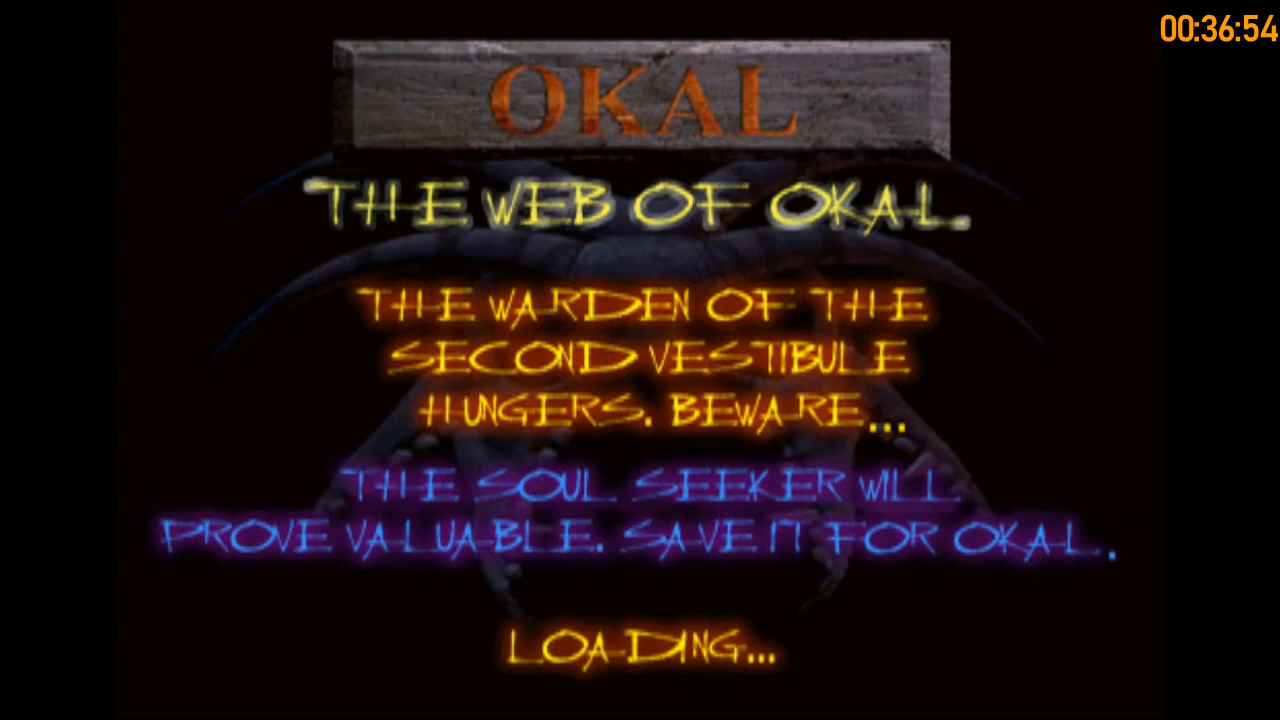 00:36:54
OKAL
THE WEB OF OKAL.
THE WARDEN OF THE
SECOND VESTIBULE
HUNGERS. BEWARE...
THE SOUL SEEKER WILL
PROVE VALUABLE. SAVE IT FOR OKAL.
LOADING...